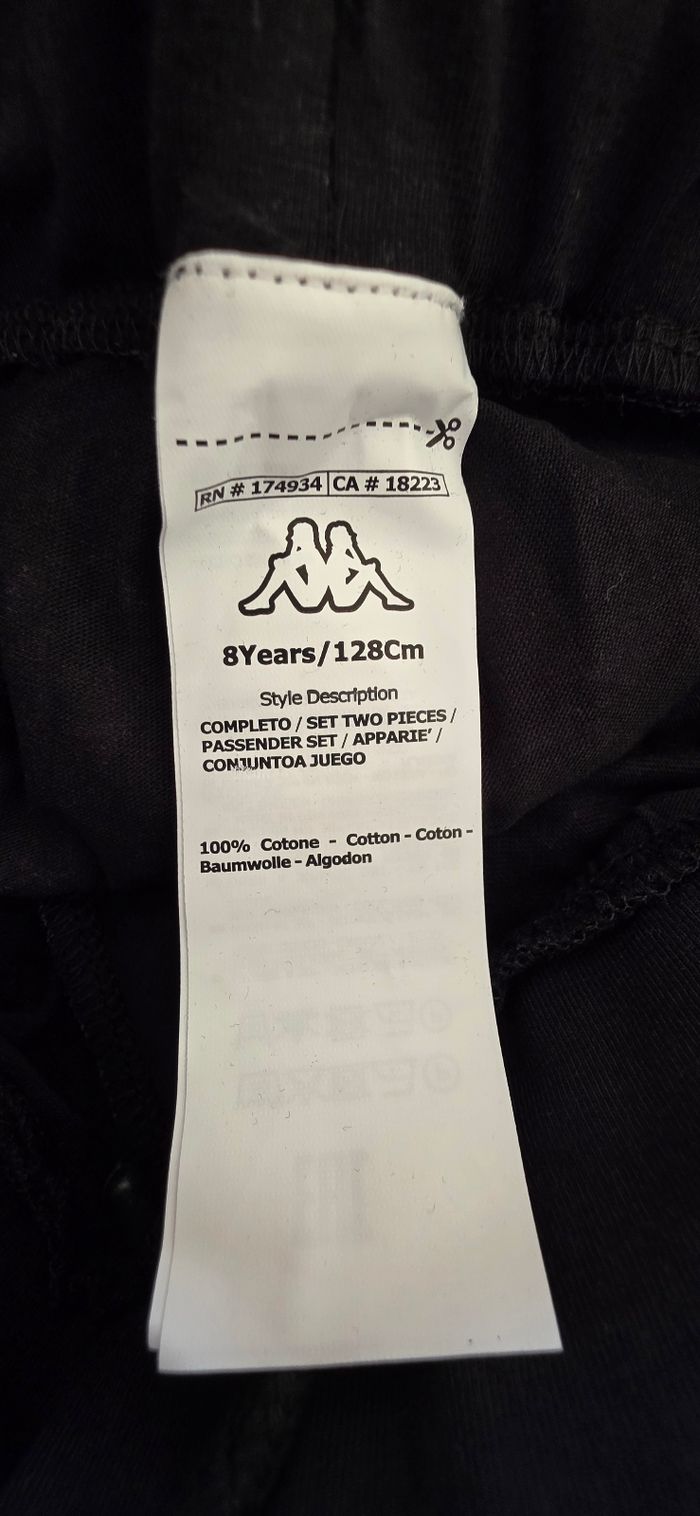 RN # 174934 CA # 18223
8Years/128Cm
Style Description
COMPLETO / SET TWO PIECES /
PASSENDER SET / APPARIE’ /
CONJUNTOA JUEGO
100% Cotone - Cotton - Coton -
Baumwolle - Algodon